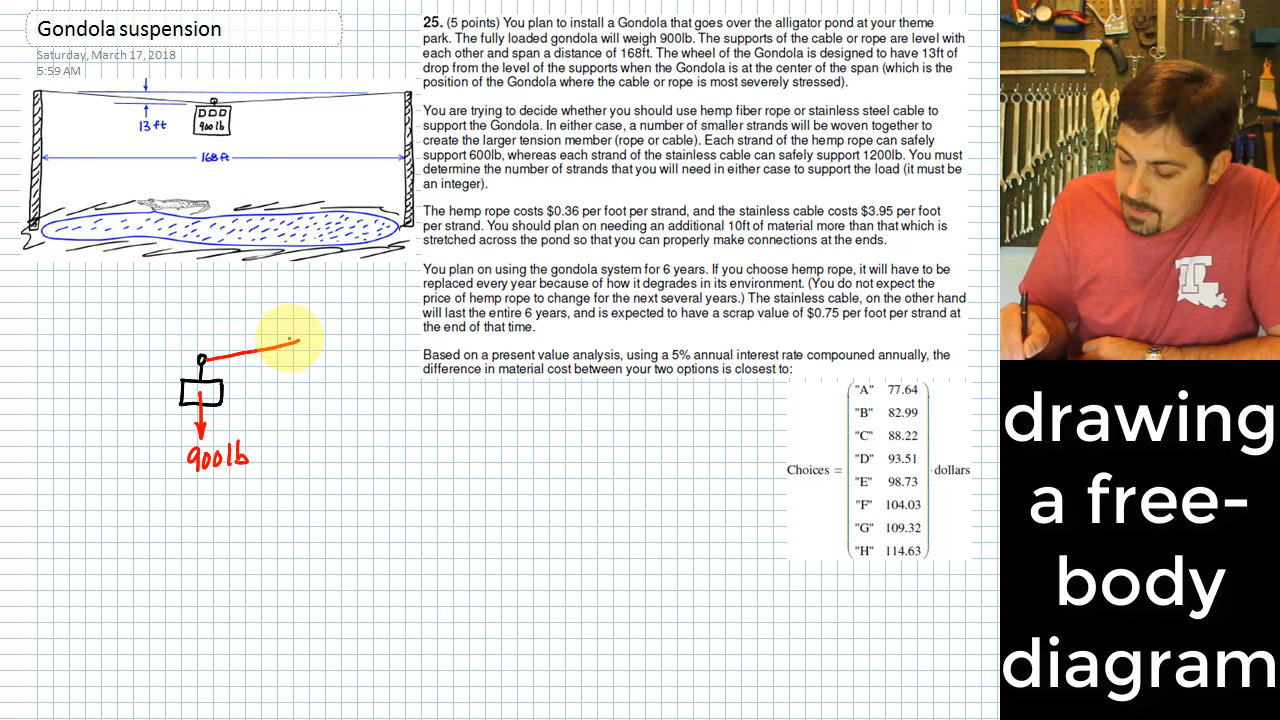 Gondola suspension
Saturday, March 17, 2018
5:59 AM
13 ft
900 lb
168 ft
25. (5 points) You plan to install a Gondola that goes over the alligator pond at your theme
park. The fully loaded gondola will weigh 900lb. The supports of the cable or rope are level with
each other and span a distance of 168ft. The wheel of the Gondola is designed to have 13ft of
drop from the level of the supports when the Gondola is at the center of the span (which is the
position of the Gondola where the cable or rope is most severely stressed).
You are trying to decide whether you should use hemp fiber rope or stainless steel cable to
support the Gondola. In either case, a number of smaller strands will be woven together to
create the larger tension member (rope or cable). Each strand of the hemp rope can safely
support 600lb, whereas each strand of the stainless cable can safely support 1200lb. You must
determine the number of strands that you will need in either case to support the load (it must be
an integer).
The hemp rope costs $0.36 per foot per strand, and the stainless cable costs $3.95 per foot
per strand. You should plan on needing an additional 10ft of material more than that which is
stretched across the pond so that you can properly make connections at the ends.
You plan on using the gondola system for 6 years. If you choose hemp rope, it will have to be
replaced every year because of how it degrades in its environment. (You do not expect the
price of hemp rope to change for the next several years.) The stainless cable, on the other hand
will last the entire 6 years, and is expected to have a scrap value of $0.75 per foot per strand at
the end of that time.
Based on a present value analysis, using a 5% annual interest rate compounded annually, the
difference in material cost between your two options is closest to:
Choices =
"A" 77.64
"B" 82.99
"C" 88.22
"D" 93.51
"E" 98.73
"F" 104.03
"G" 109.32
"H" 114.63
·dollars
900 lb
drawing
a free-
body
diagram